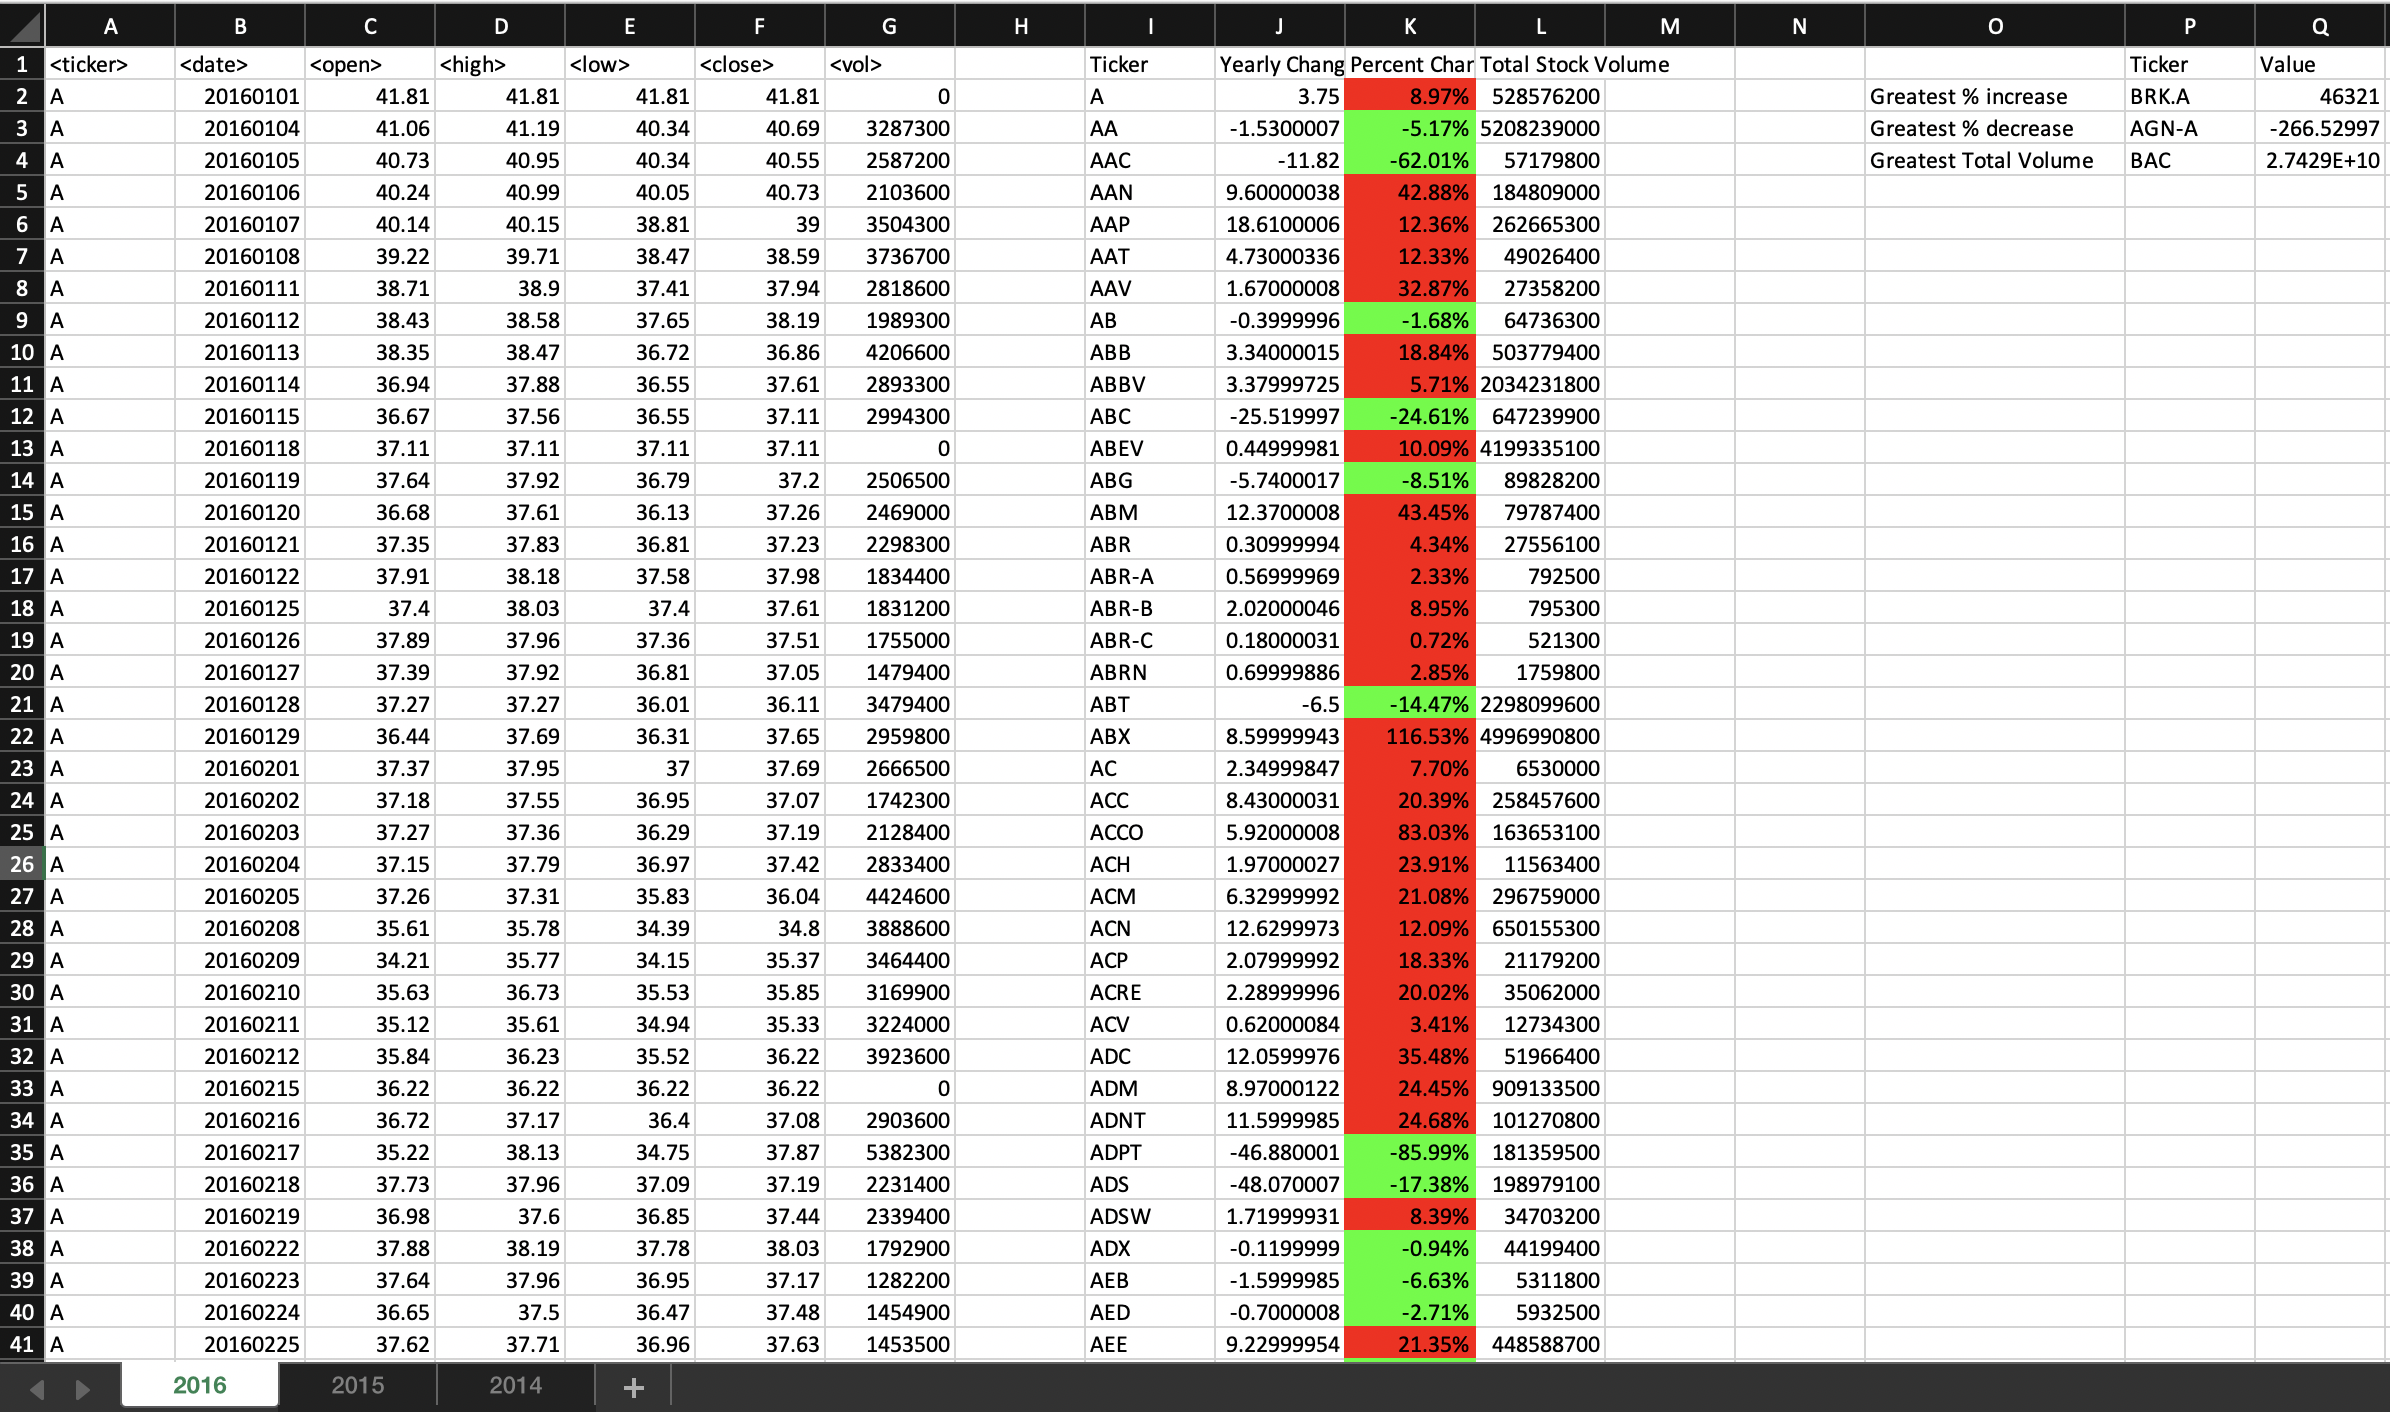 A B C D E F G H I J K L M N O P Q
1 <ticker> <date> <open> <high> <low> <close> <vol> Ticker Yearly Chang Percent Char Total Stock Volume Ticker Value
2 A 20160101 41.81 41.81 41.81 41.81 0 A 3.75 8.97% 528576200 Greatest % increase BRK.A 46321
3 A 20160104 41.06 41.19 40.34 40.69 3287300 AA -1.5300007 -5.17% 5208239000 Greatest % decrease AGN-A -266.52997
4 A 20160105 40.73 40.95 40.34 40.55 2587200 AAC -11.82 -62.01% 57179800 Greatest Total Volume BAC 2.7429E+10
5 A 20160106 40.24 40.99 40.05 40.73 2103600 AAN 9.60000038 42.88% 184809000
6 A 20160107 40.14 40.15 38.81 39 3504300 AAP 18.6100006 12.36% 262665300
7 A 20160108 39.22 39.71 38.47 38.59 3736700 AAT 4.73000336 12.33% 49026400
8 A 20160111 38.71 38.9 37.41 37.94 2818600 AAV 1.67000008 32.87% 27358200
9 A 20160112 38.43 38.58 37.65 38.19 1989300 AB -0.3999996 -1.68% 64736300
10 A 20160113 38.35 38.47 36.72 36.86 4206600 ABB 3.34000015 18.84% 503779400
11 A 20160114 36.94 37.88 36.55 37.61 2893300 ABBV 3.37999725 5.71% 2034231800
12 A 20160115 36.67 37.56 36.55 37.11 2994300 ABC -25.519997 -24.61% 647239900
13 A 20160118 37.11 37.11 37.11 37.11 0 ABEV 0.44999981 10.09% 4199335100
14 A 20160119 37.64 37.92 36.79 37.2 2506500 ABG -5.7400017 -8.51% 89828200
15 A 20160120 36.68 37.61 36.13 37.26 2469000 ABM 12.3700008 43.45% 79787400
16 A 20160121 37.35 37.83 36.81 37.23 2298300 ABR 0.30999994 4.34% 27556100
17 A 20160122 37.91 38.18 37.58 37.98 1834400 ABR-A 0.56999969 2.33% 792500
18 A 20160125 37.4 38.03 37.4 37.61 1831200 ABR-B 2.02000046 8.95% 795300
19 A 20160126 37.89 37.96 37.36 37.51 1755000 ABR-C 0.18000031 0.72% 521300
20 A 20160127 37.39 37.92 36.81 37.05 1479400 ABRN 0.69999886 2.85% 1759800
21 A 20160128 37.27 37.27 36.01 36.11 3479400 ABT -6.5 -14.47% 2298099600
22 A 20160129 36.44 37.69 36.31 37.65 2959800 ABX 8.59999943 116.53% 4996990800
23 A 20160201 37.37 37.95 37 37.69 2666500 AC 2.34999847 7.70% 6530000
24 A 20160202 37.18 37.55 36.95 37.07 1742300 ACC 8.43000031 20.39% 258457600
25 A 20160203 37.27 37.36 36.29 37.19 2128400 ACCO 5.92000008 83.03% 163653100
26 A 20160204 37.15 37.79 36.97 37.42 2833400 ACH 1.97000027 23.91% 11563400
27 A 20160205 37.26 37.31 35.83 36.04 4424600 ACM 6.32999992 21.08% 296759000
28 A 20160208 35.61 35.78 34.39 34.8 3888600 ACN 12.6299973 12.09% 650155300
29 A 20160209 34.21 35.77 34.15 35.37 3464400 ACP 2.07999992 18.33% 21179200
30 A 20160210 35.63 36.73 35.53 35.85 3169900 ACRE 2.28999996 20.02% 35062000
31 A 20160211 35.12 35.61 34.94 35.33 3224000 ACV 0.62000084 3.41% 12734300
32 A 20160212 35.84 36.23 35.52 36.22 3923600 ADC 12.0599976 35.48% 51966400
33 A 20160215 36.22 36.22 36.22 36.22 0 ADM 8.97000122 24.45% 909133500
34 A 20160216 36.72 37.17 36.4 37.08 2903600 ADNT 11.5999985 24.68% 101270800
35 A 20160217 35.22 38.13 34.75 37.87 5382300 ADPT -46.880001 -85.99% 181359500
36 A 20160218 37.73 37.96 37.09 37.19 2231400 ADS -48.070007 -17.38% 198979100
37 A 20160219 36.98 37.6 36.85 37.44 2339400 ADSW 1.71999931 8.39% 34703200
38 A 20160222 37.88 38.19 37.78 38.03 1792900 ADX -0.1199999 -0.94% 44199400
39 A 20160223 37.64 37.96 36.95 37.17 1282200 AEB -1.5999985 -6.63% 5311800
40 A 20160224 36.65 37.5 36.47 37.48 1454900 AED -0.7000008 -2.71% 5932500
41 A 20160225 37.62 37.71 36.96 37.63 1453500 AEE 9.22999954 21.35% 448588700
2016 2015 2014 +